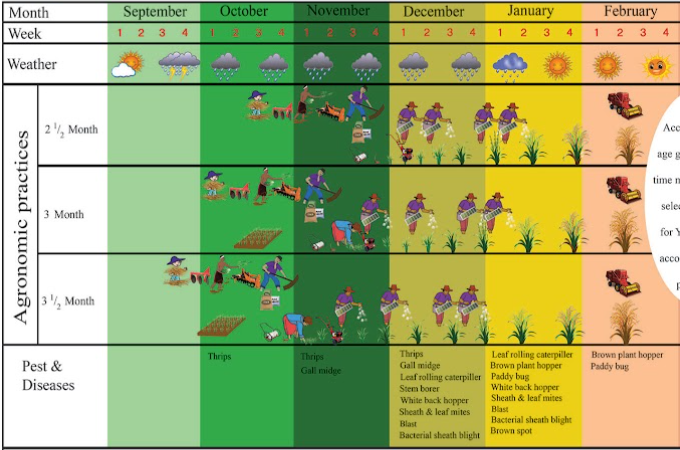 Month September October November December January February
Week 1 2 3 4 1 2 3 4 1 2 3 4 1 2 3 4 1 2 3 4 1 2 3 4
Weather
Agronomic practices
2 1/2 Month
3 Month
3 1/2 Month
Acc
age g
time n
selec
for Y
acco
p
Pest &
Diseases
Thrips
Thrips
Gall midge
Thrips
Gall midge
Leaf rolling caterpiller
Stem borer
White back hopper
Sheath & leaf mites
Blast
Bacterial sheath blight
Leaf rolling caterpiller
Brown plant hopper
Paddy bug
White back hopper
Sheath & leaf mites
Blast
Bacterial sheath blight
Brown spot
Brown plant hopper
Paddy bug